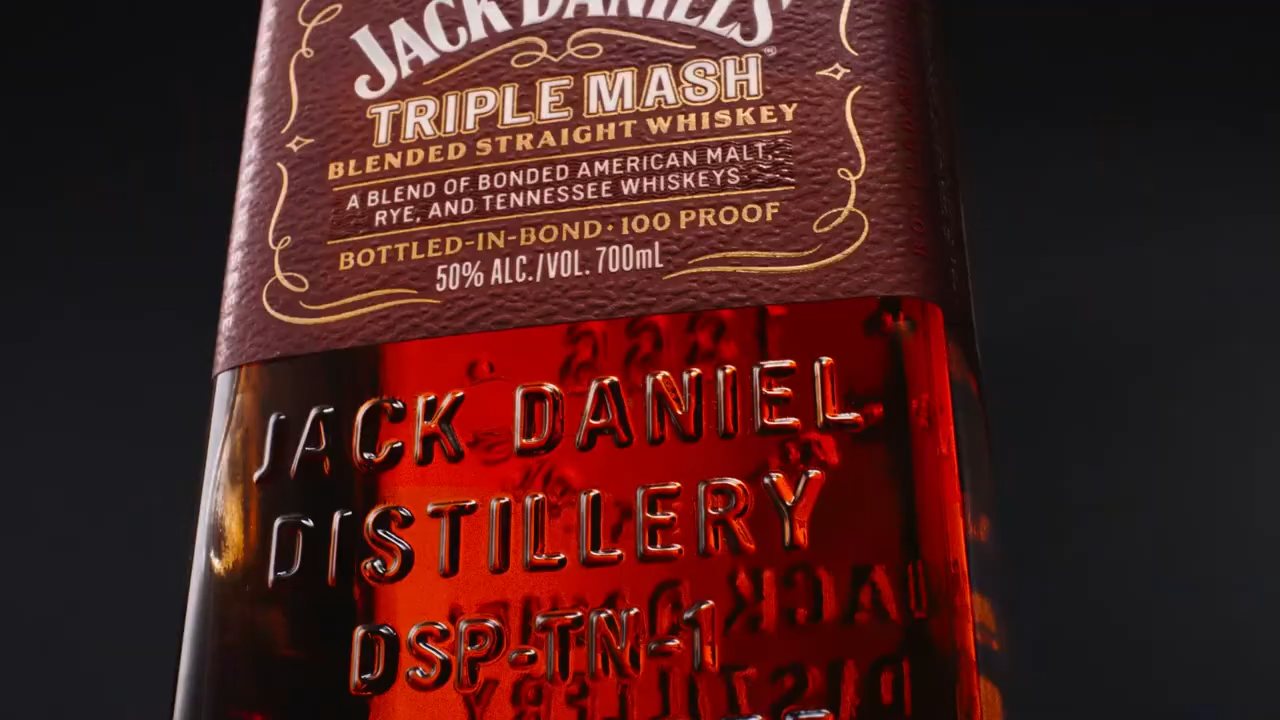 JACK DANIEL'S
TRIPLE MASH
BLENDED STRAIGHT WHISKEY
A BLEND OF BONDED AMERICAN MALT,
RYE, AND TENNESSEE WHISKEYS
BOTTLED-IN-BOND · 100 PROOF
50% ALC./VOL. 700mL
JACK DANIEL
DISTILLERY
DSP-TN-1